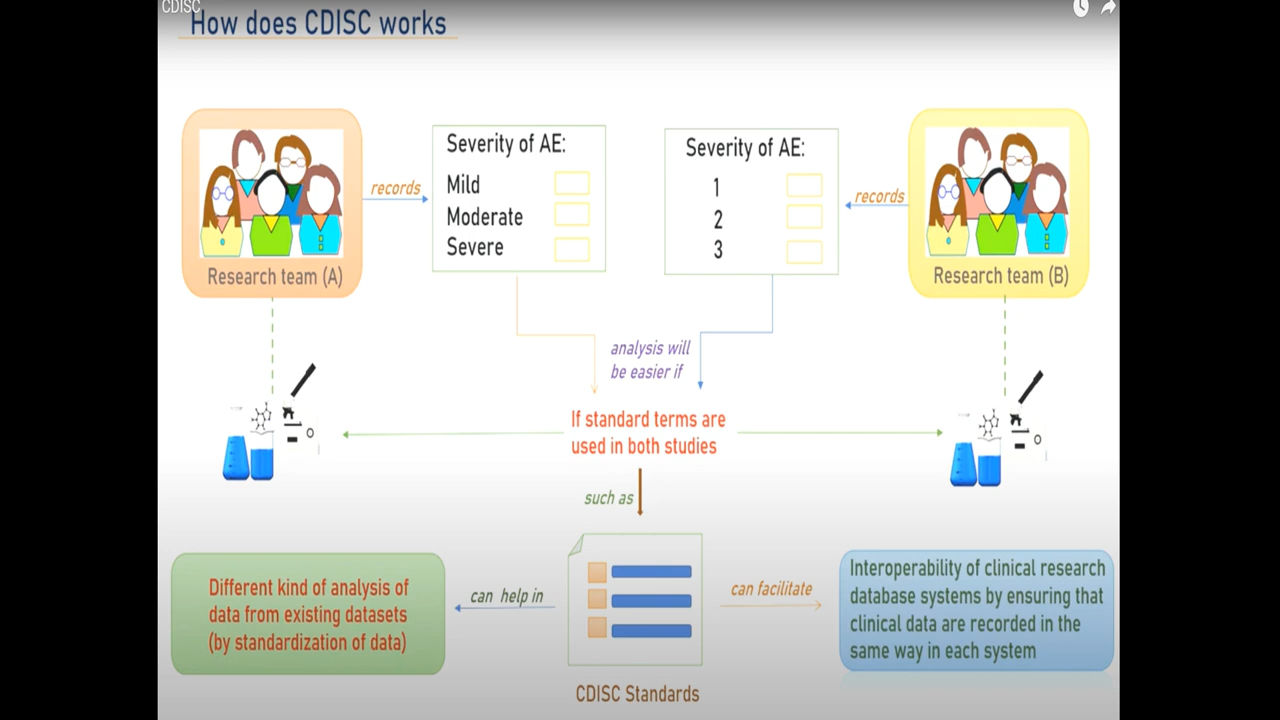 CDISC
How does CDISC works
Severity of AE:
Mild
Moderate
Severe
Severity of AE:
1
2
3
records
records
Research team (A)
Research team (B)
analysis will
be easier if
If standard terms are
used in both studies
such as
Different kind of analysis of
data from existing datasets
(by standardization of data)
can help in
can facilitate
Interoperability of clinical research
database systems by ensuring that
clinical data are recorded in the
same way in each system
CDISC Standards